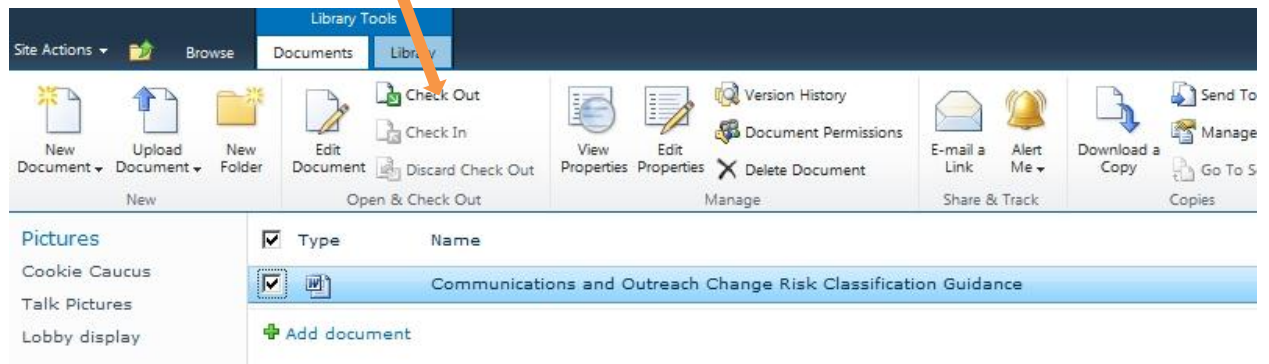 Library Tools
Site Actions Browse Documents Library
New Document
Upload Document
New Folder
New
Edit Document
Check Out
Check In
Discard Check Out
Open & Check Out
View Properties
Edit Properties
Version History
Document Permissions
Delete Document
Manage
E-mail a Link
Alert Me
Share & Track
Download a Copy
Send To
Manage
Go To S
Copies
Pictures
Cookie Caucus
Talk Pictures
Lobby display
Type Name
Communications and Outreach Change Risk Classification Guidance
Add document